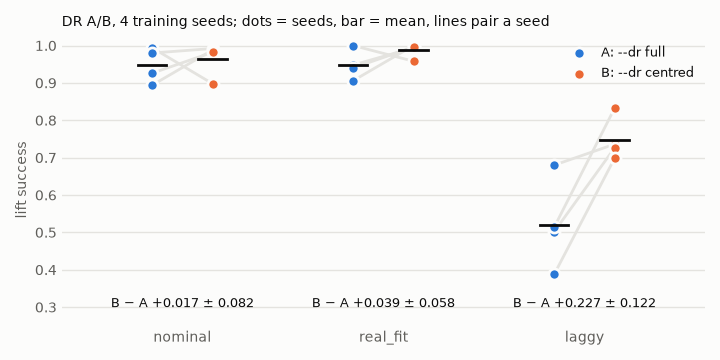 DR A/B, 4 training seeds; dots = seeds, bar = mean, lines pair a seed
1.0
0.9
0.8
0.7
0.6
0.5
0.4
0.3
lift success
A: --dr full
B: --dr centred
B − A +0.017 ± 0.082
B − A +0.039 ± 0.058
B − A +0.227 ± 0.122
nominal
real_fit
laggy